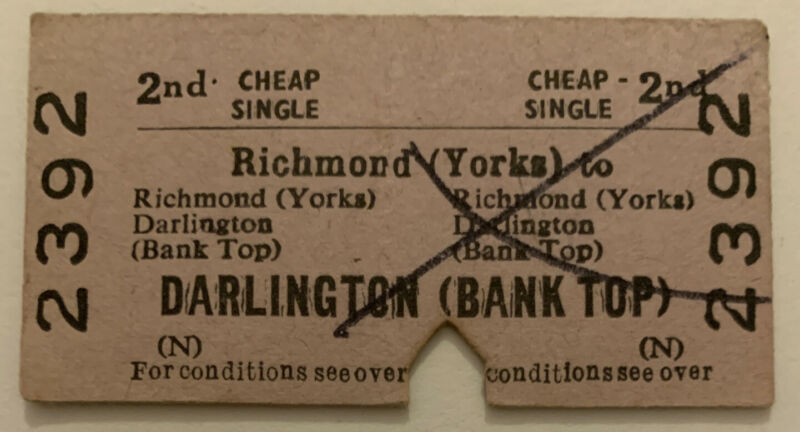 2nd· CHEAP SINGLE
CHEAP - 2nd
SINGLE
Richmond (Yorks) to
Richmond (Yorks)
Darlington
(Bank Top)
Richmond (Yorks)
Darlington
(Bank Top)
DARLINGTON (BANK TOP)
(N)
(N)
For conditions see over
conditions see over
2392
2392